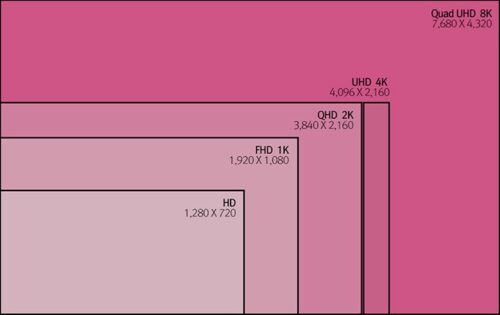 Quad UHD 8K
7,680 X 4,320
UHD 4K
4,096 X 2,160
QHD 2K
3,840 X 2,160
FHD 1K
1,920 X 1,080
HD
1,280 X 720